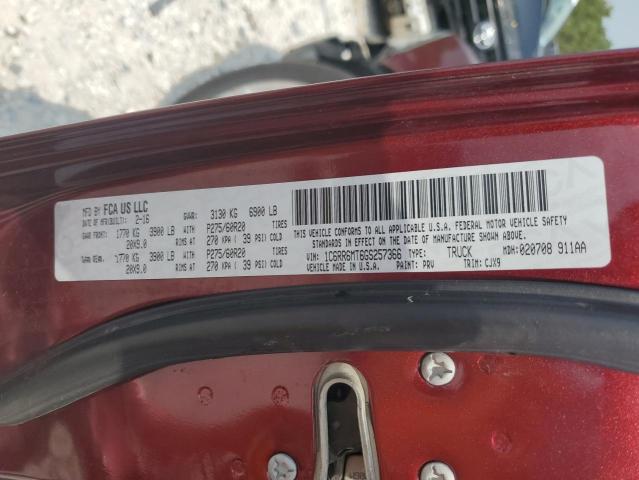 MFD BY FCA US LLC
DATE OF MFR(BUILT): 2-16
GVWR: 3130 KG 6900 LB
GAWR FRONT: 1770 KG 3900 LB WITH P275/60R20 TIRES
20X9.0 RIMS AT 270 KPA ( 39 PSI) COLD
1770 KG 3900 LB WITH P275/60R20 TIRES
20X9.0 RIMS AT 270 KPA ( 39 PSI) COLD
THIS VEHICLE CONFORMS TO ALL APPLICABLE U.S.A. FEDERAL MOTOR VEHICLE SAFETY
STANDARDS IN EFFECT ON THE DATE OF MANUFACTURE SHOWN ABOVE.
VIN: 1C6RR6MT6GS257366 TYPE: TRUCK MDH: 020708 911AA
MADE IN U.S.A. PAINT: PRV TRIM: CJX9